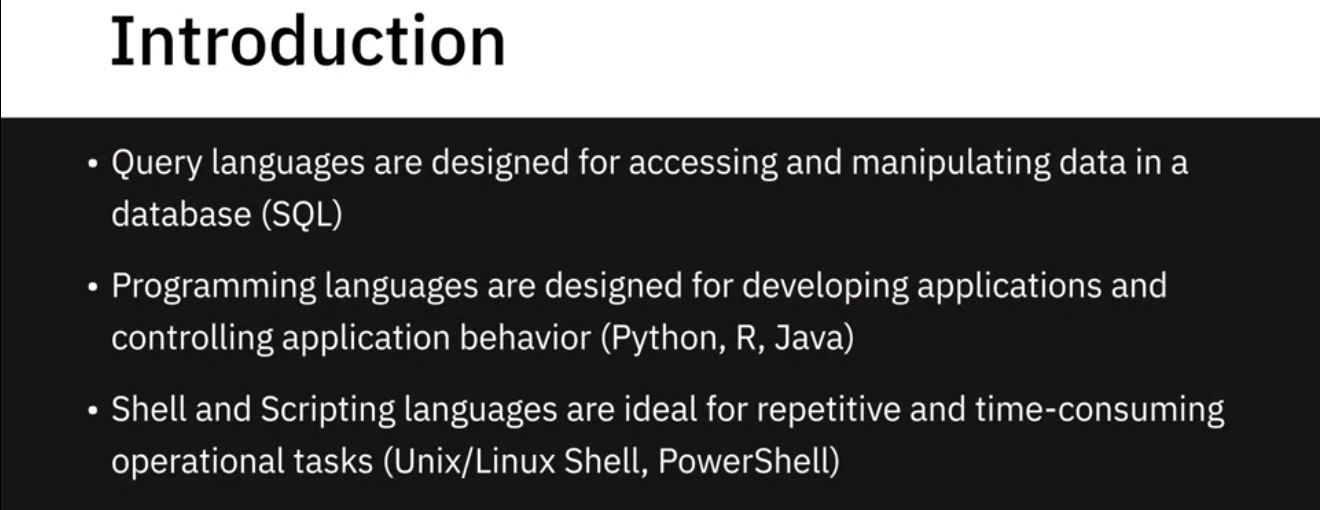 Introduction
• Query languages are designed for accessing and manipulating data in a
database (SQL)
• Programming languages are designed for developing applications and
controlling application behavior (Python, R, Java)
• Shell and Scripting languages are ideal for repetitive and time-consuming
operational tasks (Unix/Linux Shell, PowerShell)